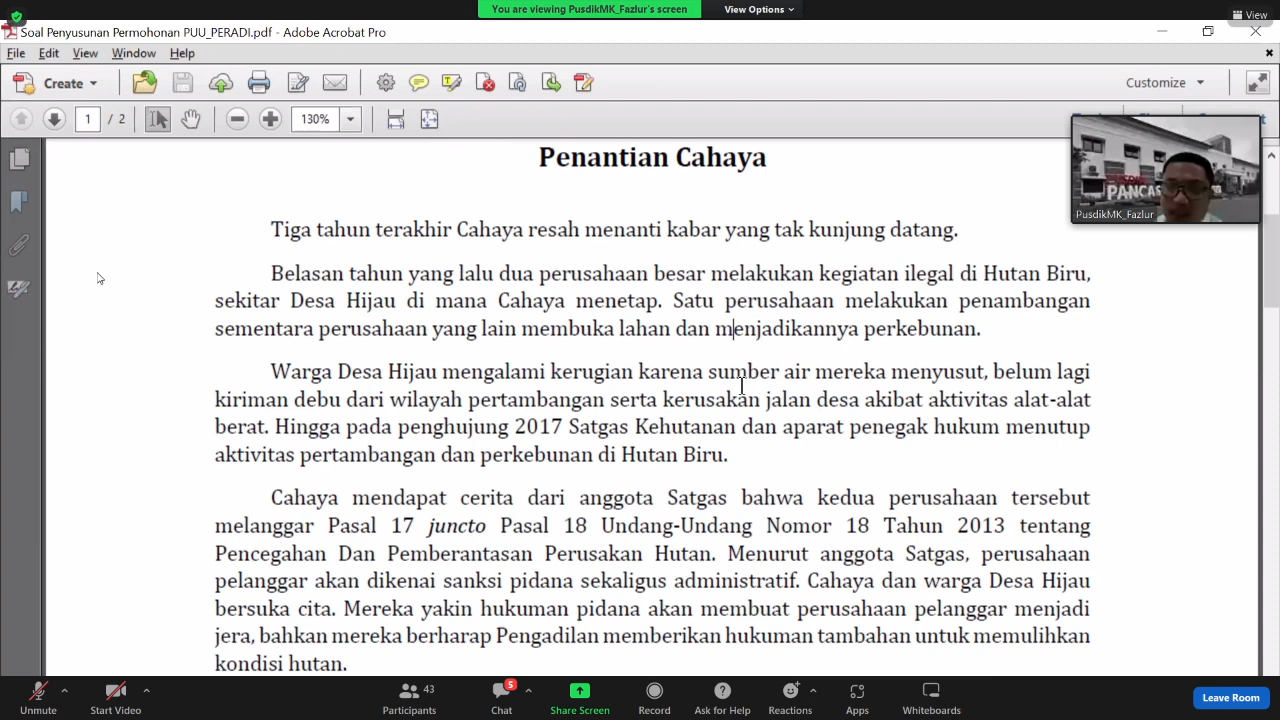 You are viewing PusdikMK_Fazlur's screen
View Options
View
Soal Penyusunan Permohonan PUU_PERADI.pdf - Adobe Acrobat Pro
File Edit View Window Help
Create
Customize
1 / 2
130%
PANCAS
PusdikMK_Fazlur
Penantian Cahaya
Tiga tahun terakhir Cahaya resah menanti kabar yang tak kunjung datang.
Belasan tahun yang lalu dua perusahaan besar melakukan kegiatan ilegal di Hutan Biru,
sekitar Desa Hijau di mana Cahaya menetap. Satu perusahaan melakukan penambangan
sementara perusahaan yang lain membuka lahan dan menjadikannya perkebunan.
Warga Desa Hijau mengalami kerugian karena sumber air mereka menyusut, belum lagi
kiriman debu dari wilayah pertambangan serta kerusakan jalan desa akibat aktivitas alat-alat
berat. Hingga pada penghujung 2017 Satgas Kehutanan dan aparat penegak hukum menutup
aktivitas pertambangan dan perkebunan di Hutan Biru.
Cahaya mendapat cerita dari anggota Satgas bahwa kedua perusahaan tersebut
melanggar Pasal 17 juncto Pasal 18 Undang-Undang Nomor 18 Tahun 2013 tentang
Pencegahan Dan Pemberantasan Perusakan Hutan. Menurut anggota Satgas, perusahaan
pelanggar akan dikenai sanksi pidana sekaligus administratif. Cahaya dan warga Desa Hijau
bersuka cita. Mereka yakin hukuman pidana akan membuat perusahaan pelanggar menjadi
jera, bahkan mereka berharap Pengadilan memberikan hukuman tambahan untuk memulihkan
kondisi hutan.
Unmute
Start Video
Participants 43
Chat 5
Share Screen
Record
Ask for Help
Reactions
Apps
Whiteboards
Leave Room